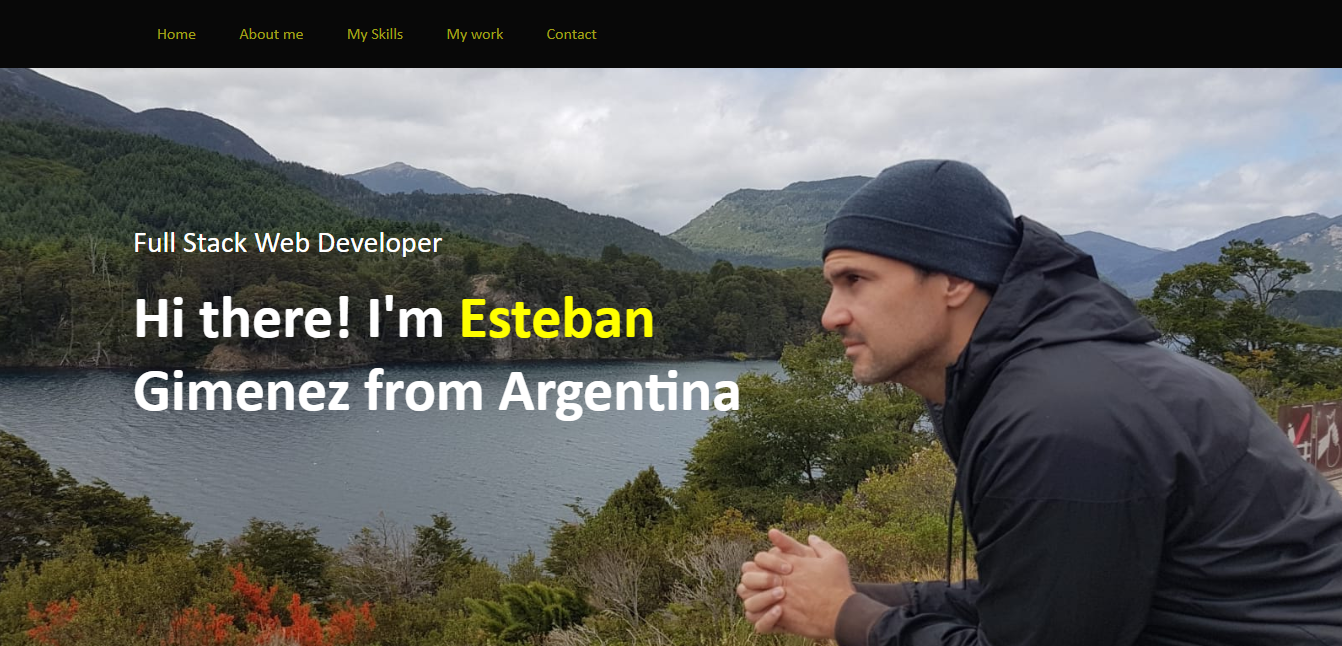 Home About me My Skills My work Contact
Full Stack Web Developer
Hi there! I'm Esteban
Gimenez from Argentina